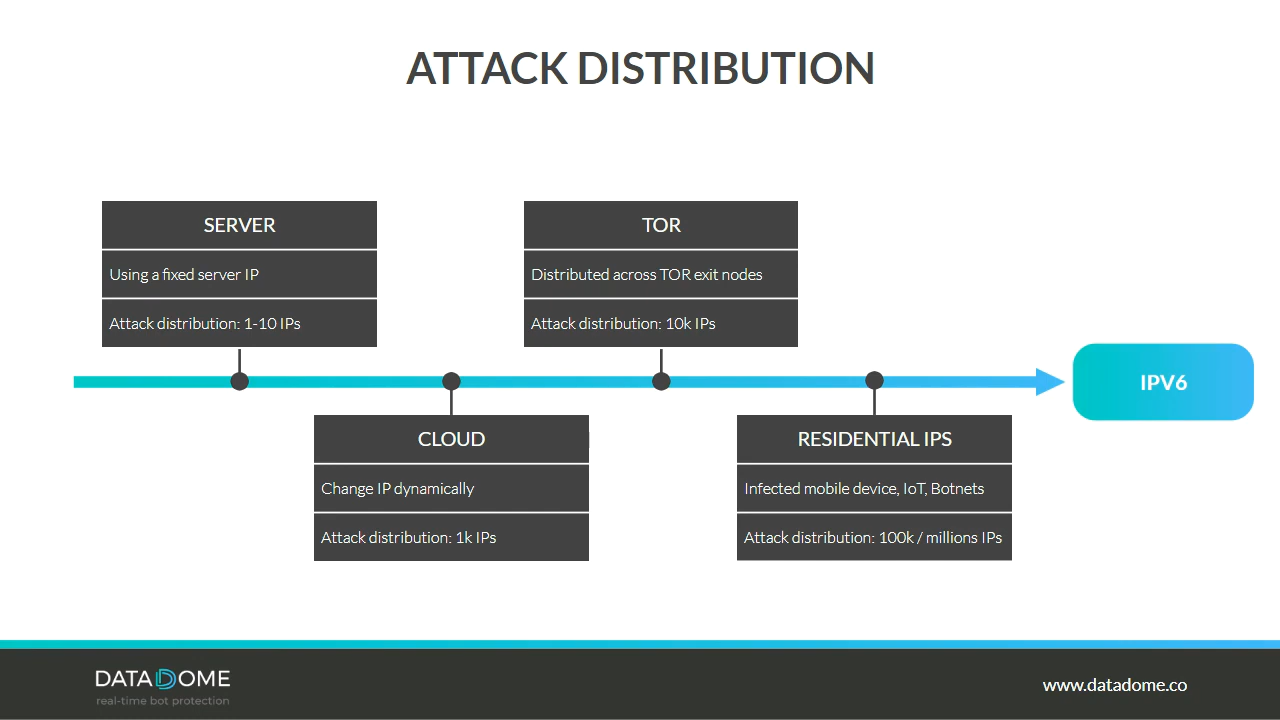 ATTACK DISTRIBUTION
SERVER
Using a fixed server IP
Attack distribution: 1-10 IPs
TOR
Distributed across TOR exit nodes
Attack distribution: 10k IPs
IPV6
CLOUD
Change IP dynamically
Attack distribution: 1k IPs
RESIDENTIAL IPS
Infected mobile device, IoT, Botnets
Attack distribution: 100k / millions IPs
DATADOME
real-time bot protection
www.datadome.co